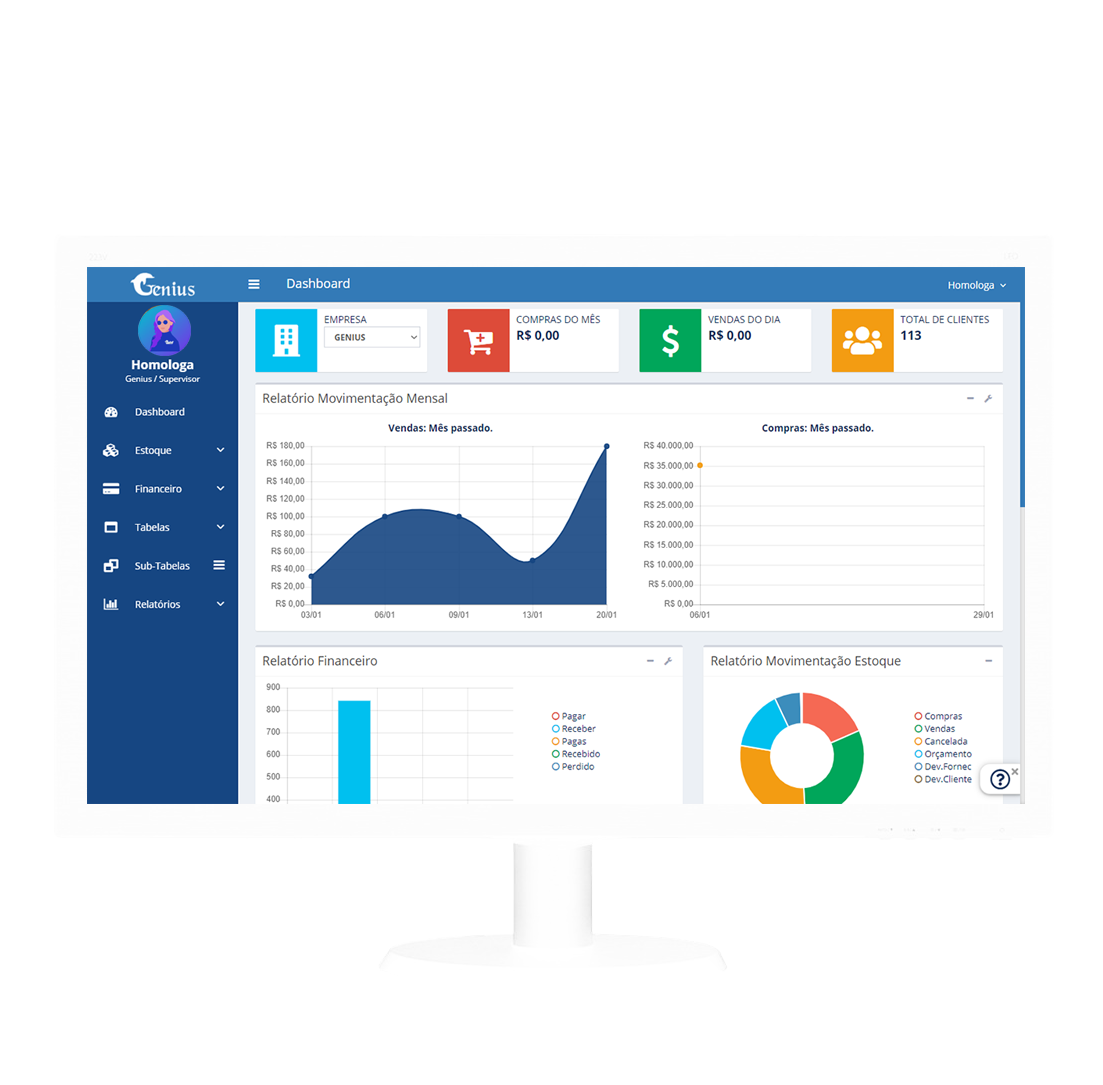 Genius
Dashboard
Homologa
Homologa
Genius / Supervisor
Dashboard
Estoque
Financeiro
Tabelas
Sub-Tabelas
Relatórios
EMPRESA
GENIUS
COMPRAS DO MÊS
R$ 0,00
VENDAS DO DIA
R$ 0,00
TOTAL DE CLIENTES
113
Relatório Movimentação Mensal
Vendas: Mês passado.
R$ 180,00
R$ 160,00
R$ 140,00
R$ 120,00
R$ 100,00
R$ 80,00
R$ 60,00
R$ 40,00
R$ 20,00
R$ 0,00
03/01 06/01 09/01 13/01 20/01
Compras: Mês passado.
R$ 40.000,00
R$ 35.000,00
R$ 30.000,00
R$ 25.000,00
R$ 20.000,00
R$ 15.000,00
R$ 10.000,00
R$ 5.000,00
R$ 0,00
06/01 29/01
Relatório Financeiro
900
800
700
600
500
400
Pagar
Receber
Pagas
Recebido
Perdido
Relatório Movimentação Estoque
Compras
Vendas
Cancelada
Orçamento
Dev.Fornec
Dev.Cliente
?